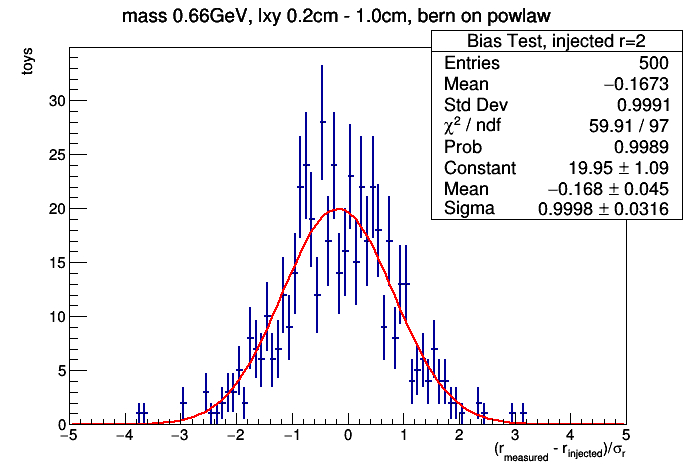 mass 0.66GeV, lxy 0.2cm - 1.0cm, bern on powlaw
Bias Test, injected r=2
Entries 500
Mean −0.1673
Std Dev 0.9991
χ² / ndf 59.91 / 97
Prob 0.9989
Constant 19.95 ± 1.09
Mean −0.168 ± 0.045
Sigma 0.9998 ± 0.0316
toys
30
25
20
15
10
5
0
−5 −4 −3 −2 −1 0 1 2 3 4 5
(r_measured - r_injected)/σ_r